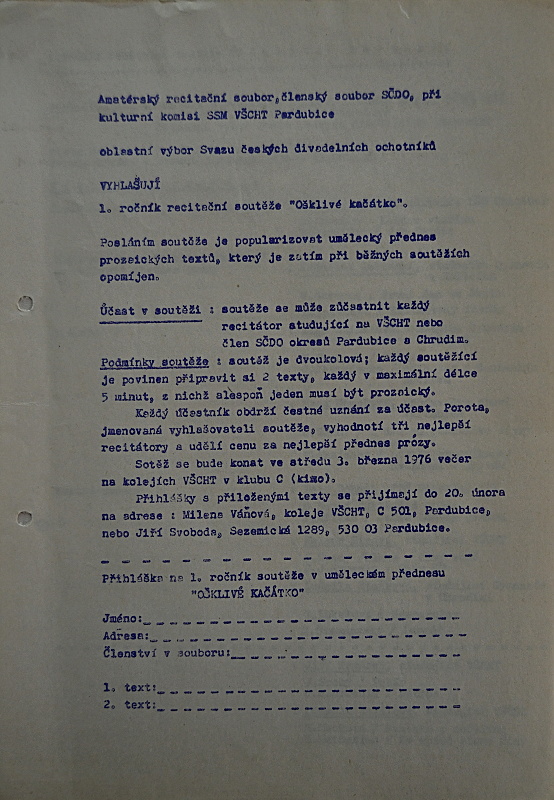 Amatérský recitační soubor,členský soubor SČDO, při
kulturní komisi SSM VŠCHT Pardubice
oblastní výbor Svazu českých divadelních ochotníků
VYHLAŠUJÍ
1. ročník recitační soutěže "Ošklivé káčátko".
Posláním soutěže je popularizovat umělecký přednes
prozaických textů, který je zatím při běžných soutěžích
opomíjen.
Účast v soutěži : soutěže se může zúčastnit každý
recitátor studující na VŠCHT nebo
člen SČDO okresů Pardubice a Chrudim.
Podmínky soutěže : soutěž je dvoukolová; každý soutěžící
je povinen připravit si 2 texty, každý v maximální délce
5 minut, z nichž alespoň jeden musí být prozaický.
Každý účastník obdrží čestné uznání za účast. Porota,
jmenovaná vyhlašovateli soutěže, vyhodnotí tři nejlepší
recitátory a udělí cenu za nejlepší přednes prózy.
Sotěž se bude konat ve středu 3. března 1976 večer
na kolejích VŠCHT v klubu C (kino).
Přihlášky s přiloženými texty se přijímají do 20. února
na adrese : Milena Váňová, koleje VŠCHT, C 501, Pardubice,
nebo Jiří Svoboda, Sezemická 1289, 530 03 Pardubice.
Přihláška na 1. ročník soutěže v uměleckém přednesu
"OŠKLIVÉ KAČÁTKO"
Jméno:
Adresa:
Členství v souboru:
1. text:
2. text: